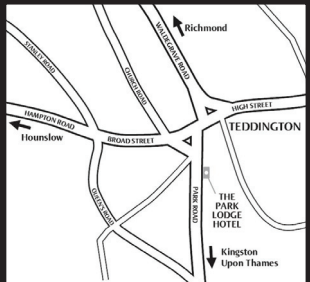 Richmond
WALDEGRAVE ROAD
STANLEY ROAD
CHURCH ROAD
HIGH STREET
HAMPTON ROAD
TEDDINGTON
Hounslow
BROAD STREET
QUEEN'S ROAD
PARK ROAD
THE
PARK
LODGE
HOTEL
Kingston
Upon Thames